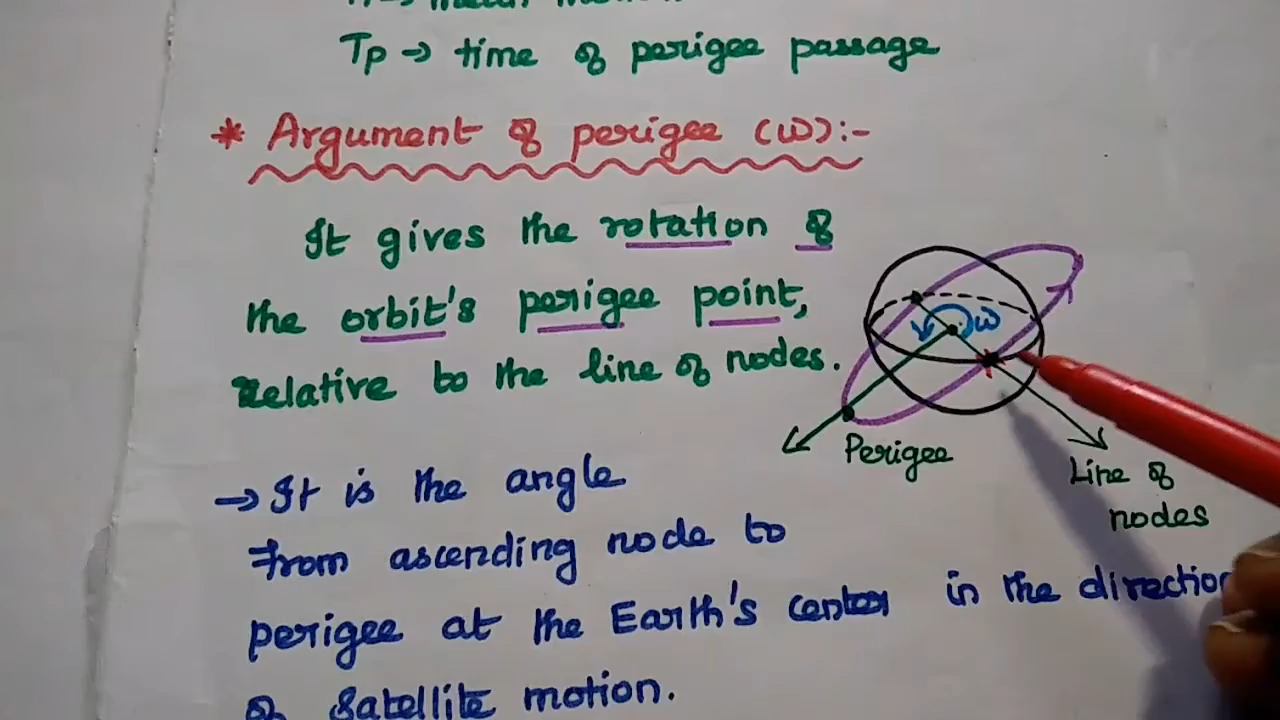 Tp → time of perigee passage
* Argument of perigee (ω):-
It gives the rotation of
the orbit's perigee point,
relative to the line of nodes.
ω
Perigee
Line of
nodes
→ It is the angle
from ascending node to
perigee at the Earth's center in the direction
of satellite motion.